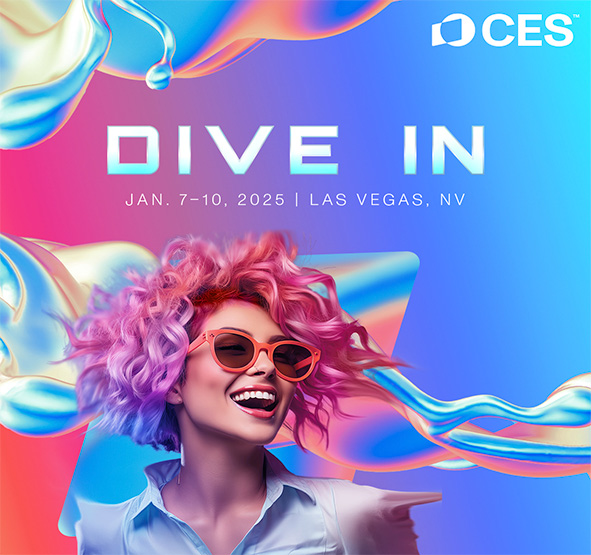 CES™
DIVE IN
JAN. 7–10, 2025 | LAS VEGAS, NV